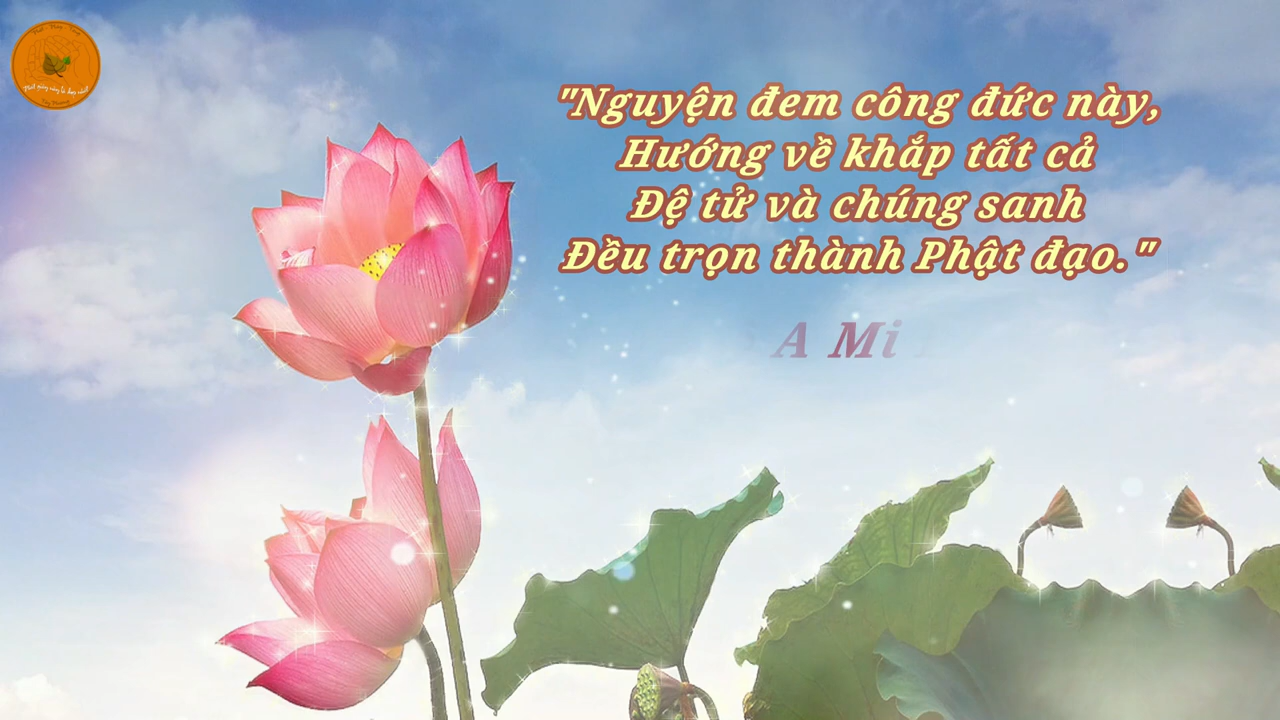 "Nguyện đem công đức này,
Hướng về khắp tất cả
Đệ tử và chúng sanh
Đều trọn thành Phật đạo."
A Mi